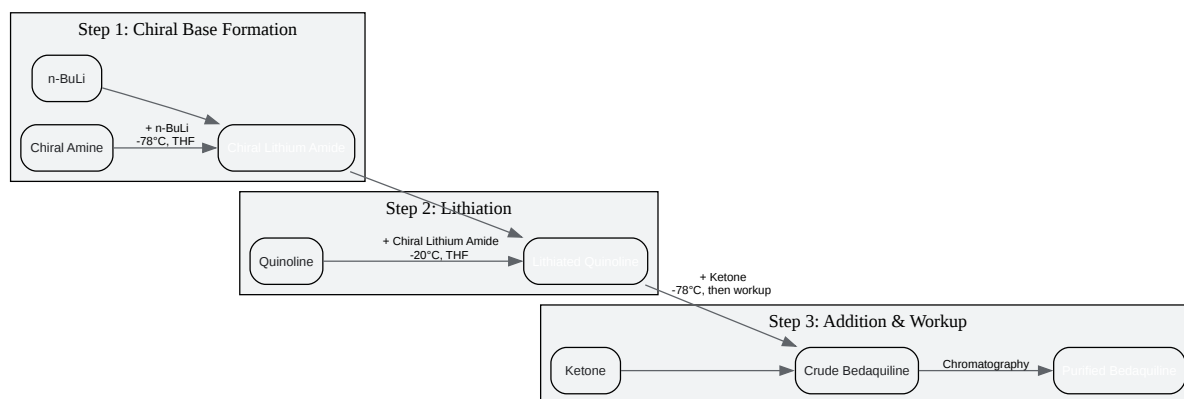 Step 1: Chiral Base Formation
n-BuLi
Chiral Amine
+ n-BuLi
-78°C, THF
Chiral Lithium Amide
Step 2: Lithiation
Quinoline
+ Chiral Lithium Amide
-20°C, THF
Lithiated Quinoline
+ Ketone
-78°C, then workup
Step 3: Addition & Workup
Ketone
Crude Bedaquiline
Chromatography
Purified Bedaquiline